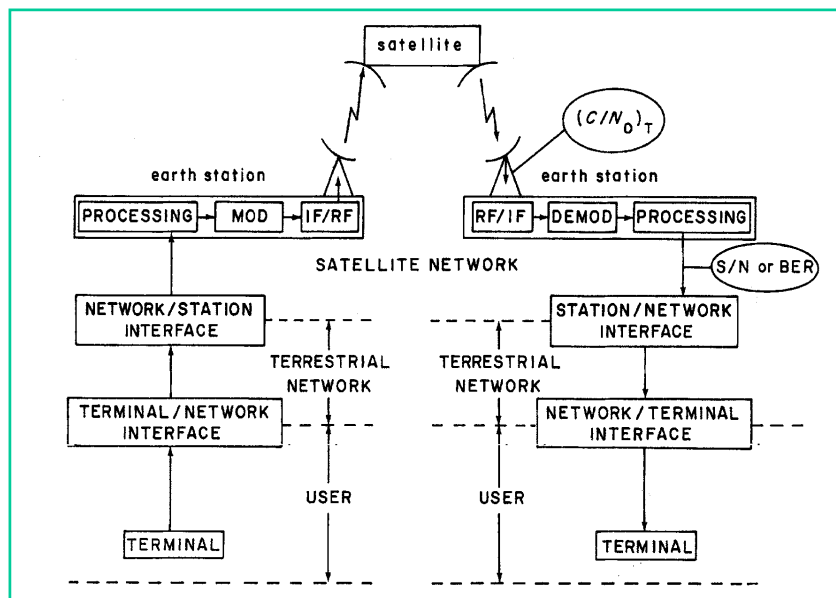 satellite
(C/N0)T
earth station
earth station
PROCESSING
MOD
IF/RF
RF/IF
DEMOD
PROCESSING
SATELLITE NETWORK
S/N or BER
NETWORK/STATION
INTERFACE
STATION/NETWORK
INTERFACE
TERRESTRIAL
NETWORK
TERRESTRIAL
NETWORK
TERMINAL/NETWORK
INTERFACE
NETWORK/TERMINAL
INTERFACE
USER
USER
TERMINAL
TERMINAL